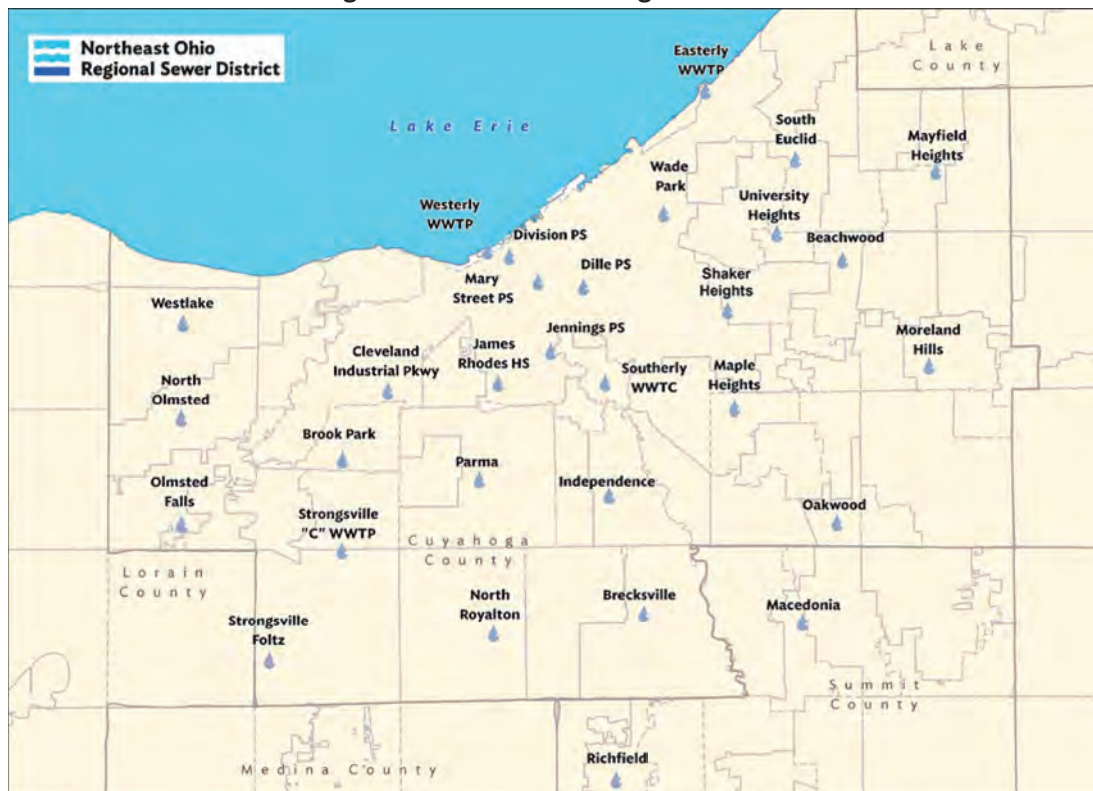 Northeast Ohio
Regional Sewer District
Easterly
WWTP
Lake
County
Lake Erie
South
Euclid
Mayfield
Heights
Wade
Park
Westerly
WWTP
University
Heights
Division PS
Beachwood
Dille PS
Mary
Street PS
Shaker
Heights
Westlake
Jennings PS
Moreland
Hills
Cleveland
Industrial Pkwy
James
Rhodes HS
Southerly
WWTC
Maple
Heights
North
Olmsted
Brook Park
Parma
Independence
Olmsted
Falls
Strongsville
"C" WWTP
Oakwood
Cuyahoga
County
Lorain
County
North
Royalton
Brecksville
Macedonia
Strongsville
Foltz
Summit
County
Richfield
Medina County